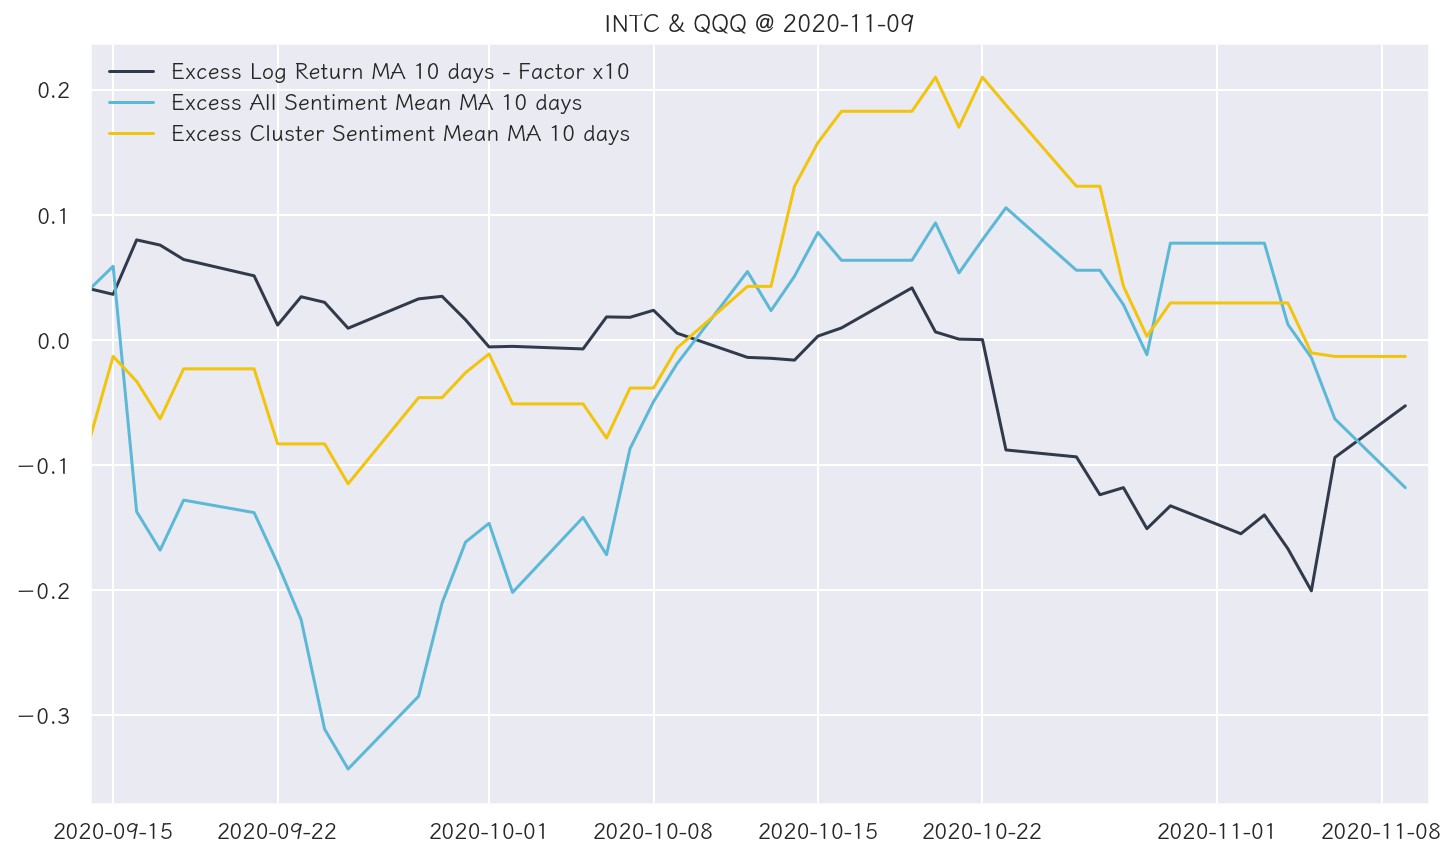 INTC & QQQ @ 2020-11-09
Excess Log Return MA 10 days - Factor x10
Excess All Sentiment Mean MA 10 days
Excess Cluster Sentiment Mean MA 10 days
0.2
0.1
0.0
−0.1
−0.2
−0.3
2020-09-15 2020-09-22 2020-10-01 2020-10-08 2020-10-15 2020-10-22 2020-11-01 2020-11-08